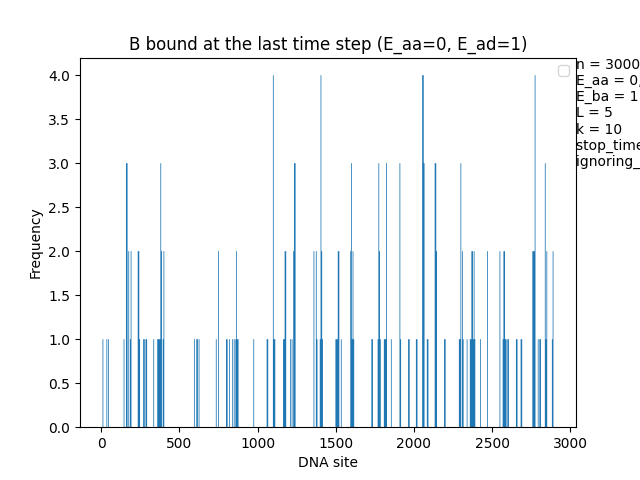 B bound at the last time step (E_aa=0, E_ad=1)
n = 3000
E_aa = 0,
E_ba = 1
L = 5
k = 10
stop_time
ignoring_
4.0
3.5
3.0
2.5
2.0
1.5
1.0
0.5
0.0
Frequency
0 500 1000 1500 2000 2500 3000
DNA site